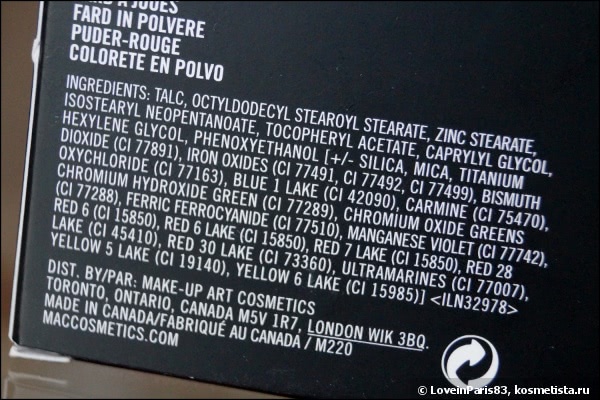 FARD À JOUES
FARD IN POLVERE
PUDER-ROUGE
COLORETE EN POLVO
INGREDIENTS: TALC, OCTYLDODECYL STEAROYL STEARATE, ZINC STEARATE,
ISOSTEARYL NEOPENTANOATE, TOCOPHERYL ACETATE, CAPRYLYL GLYCOL,
HEXYLENE GLYCOL, PHENOXYETHANOL [+/- SILICA, MICA, TITANIUM
DIOXIDE (CI 77891), IRON OXIDES (CI 77491, CI 77492, CI 77499), BISMUTH
OXYCHLORIDE (CI 77163), BLUE 1 LAKE (CI 42090), CARMINE (CI 75470),
CHROMIUM HYDROXIDE GREEN (CI 77289), CHROMIUM OXIDE GREENS
(CI 77288), FERRIC FERROCYANIDE (CI 77510), MANGANESE VIOLET (CI 77742),
RED 6 (CI 15850), RED 6 LAKE (CI 15850), RED 7 LAKE (CI 15850), RED 28
LAKE (CI 45410), RED 30 LAKE (CI 73360), ULTRAMARINES (CI 77007),
YELLOW 5 LAKE (CI 19140), YELLOW 6 LAKE (CI 15985)] <ILN32978>
DIST. BY/PAR: MAKE-UP ART COSMETICS
TORONTO, ONTARIO, CANADA M5V 1R7, LONDON W1K 3BQ.
MADE IN CANADA/FABRIQUÉ AU CANADA / M220
MACCOSMETICS.COM
© LoveinParis83, kosmetista.ru